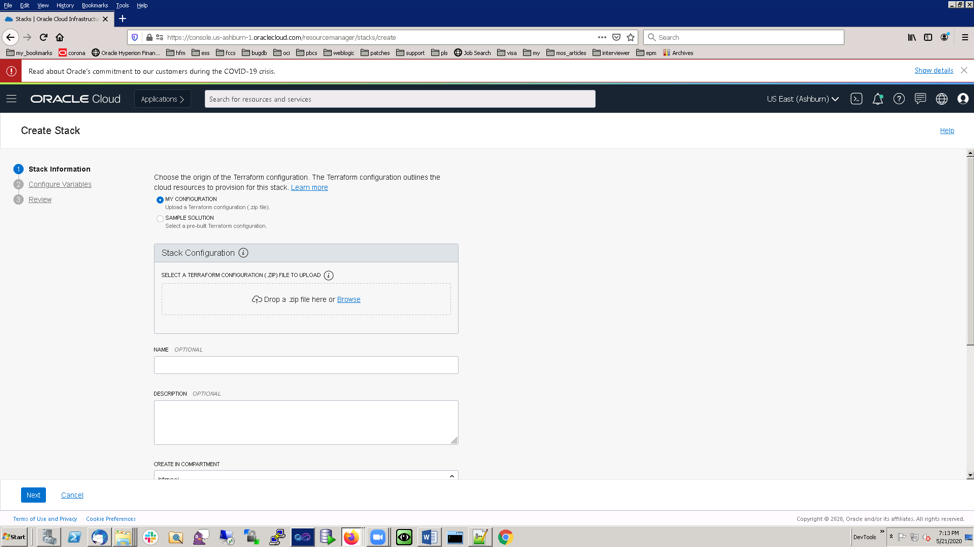 File Edit View History Bookmarks Tools Help
Stacks | Oracle Cloud Infrastructu
https://console.us-ashburn-1.oraclecloud.com/resourcemanager/stacks/create
Search
my_bookmarks corona Oracle Hyperion Finan... hfm ess fccs bugdb oci pbcs weblogic patches support pls Job Search visa my mos_articles interviewer epm Archives
Read about Oracle's commitment to our customers during the COVID-19 crisis.
Show details
ORACLE Cloud
Applications
Search for resources and services
US East (Ashburn)
Create Stack
Help
1 Stack Information
2 Configure Variables
3 Review
Choose the origin of the Terraform configuration. The Terraform configuration outlines the
cloud resources to provision for this stack. Learn more
MY CONFIGURATION
Upload a Terraform configuration (.zip file).
SAMPLE SOLUTION
Select a pre-built Terraform configuration.
Stack Configuration
SELECT A TERRAFORM CONFIGURATION (.ZIP) FILE TO UPLOAD
Drop a .zip file here or Browse
NAME OPTIONAL
DESCRIPTION OPTIONAL
CREATE IN COMPARTMENT
Next
Cancel
Terms of Use and Privacy
Cookie Preferences
Copyright © 2020, Oracle and/or its affiliates. All rights reserved.
Start
DevTools
7:13 PM
5/21/2020